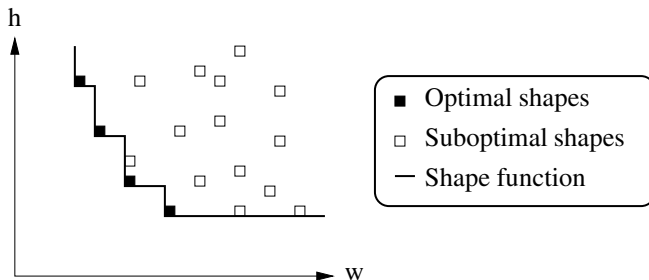 h
Optimal shapes
Suboptimal shapes
Shape function
w